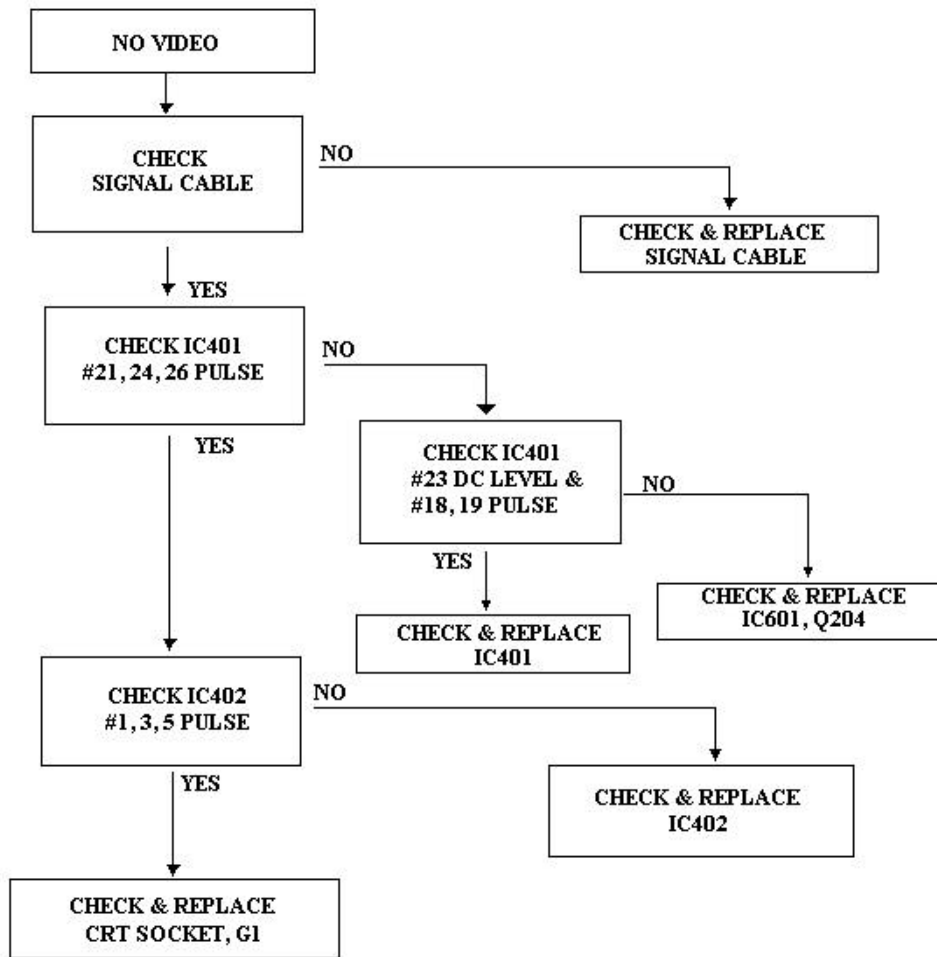 NO VIDEO
CHECK
SIGNAL CABLE
NO
CHECK & REPLACE
SIGNAL CABLE
YES
CHECK IC401
#21, 24, 26 PULSE
NO
YES
CHECK IC401
#23 DC LEVEL &
#18, 19 PULSE
NO
YES
CHECK & REPLACE
IC601, Q204
CHECK & REPLACE
IC401
CHECK IC402
#1, 3, 5 PULSE
NO
YES
CHECK & REPLACE
IC402
CHECK & REPLACE
CRT SOCKET, G1